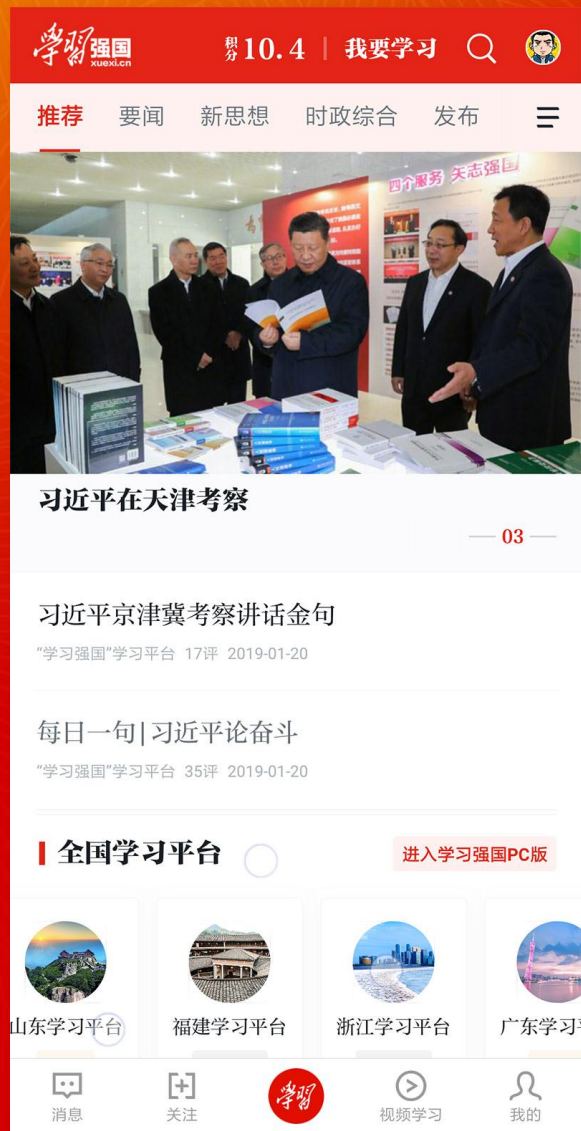 学习强国
xuexi.cn
积分 10.4 | 我要学习
推荐 要闻 新思想 时政综合 发布
四个服务 矢志强国
习近平在天津考察
03
习近平京津冀考察讲话金句
“学习强国”学习平台 17评 2019-01-20
每日一句|习近平论奋斗
“学习强国”学习平台 35评 2019-01-20
全国学习平台 进入学习强国PC版
山东学习平台 福建学习平台 浙江学习平台 广东学习
消息 关注 學習 视频学习 我的